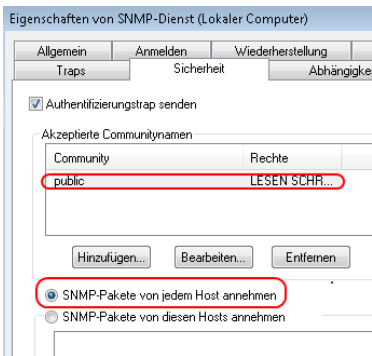 Eigenschaften von SNMP-Dienst (Lokaler Computer)
Allgemein Anmelden Wiederherstellung
Traps Sicherheit Abhängigke
Authentifizierungstrap senden
Akzeptierte Communitynamen
Community Rechte
public LESEN SCHR...
Hinzufügen... Bearbeiten... Entfernen
SNMP-Pakete von jedem Host annehmen
SNMP-Pakete von diesen Hosts annehmen